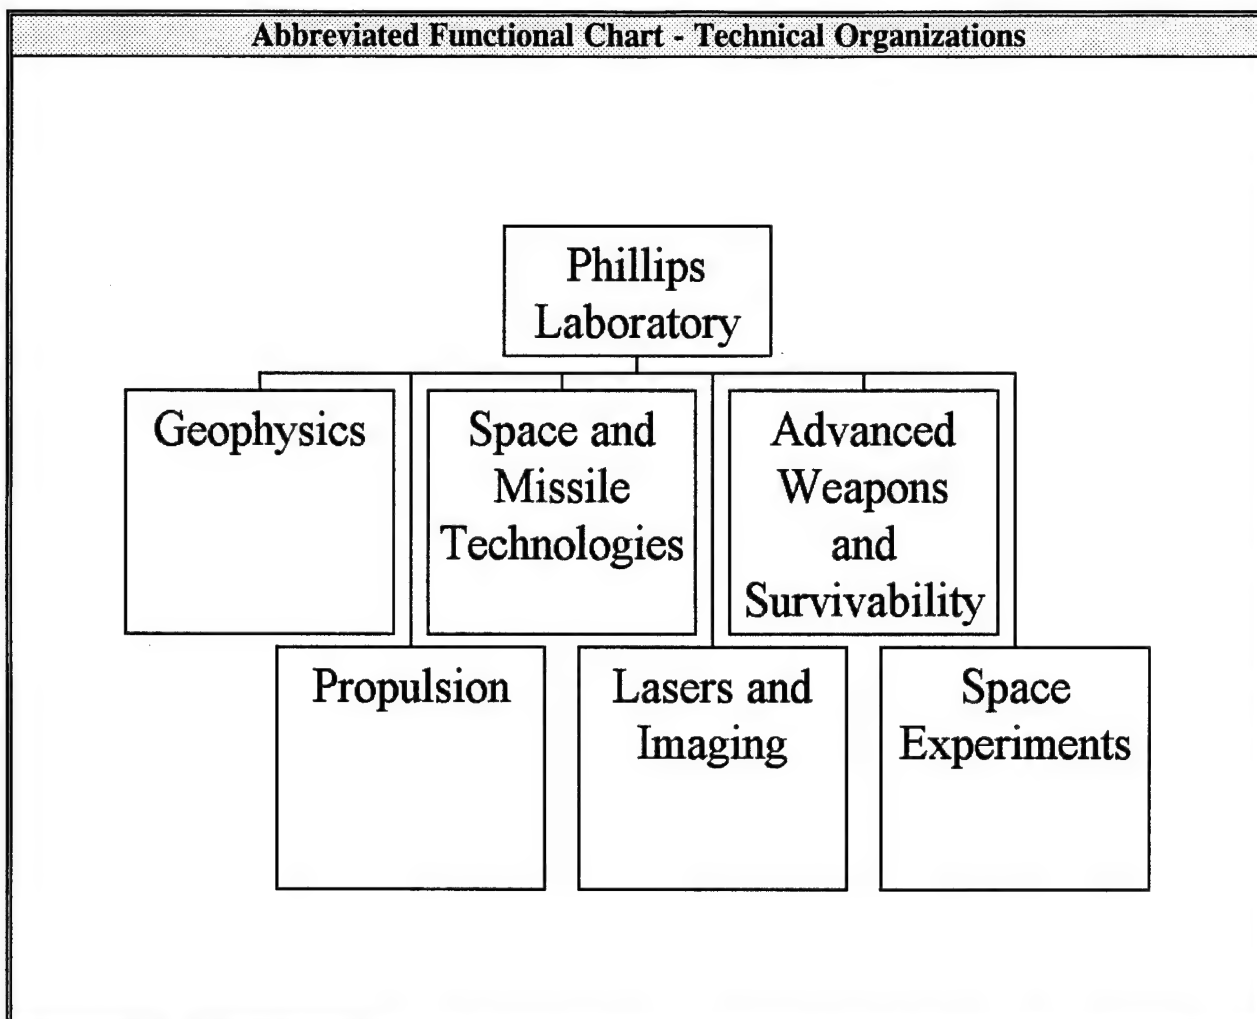 Abbreviated Functional Chart - Technical Organizations
Phillips
Laboratory
Geophysics
Space and
Missile
Technologies
Advanced
Weapons
and
Survivability
Propulsion
Lasers and
Imaging
Space
Experiments